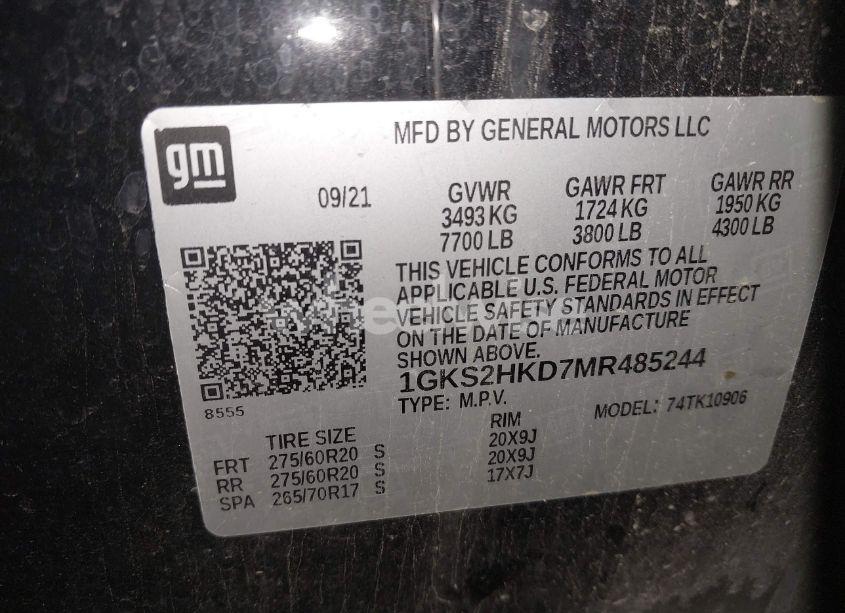 MFD BY GENERAL MOTORS LLC
gm
09/21
GVWR GAWR FRT GAWR RR
3493 KG 1724 KG 1950 KG
7700 LB 3800 LB 4300 LB
THIS VEHICLE CONFORMS TO ALL
APPLICABLE U.S. FEDERAL MOTOR
VEHICLE SAFETY STANDARDS IN EFFECT
ON THE DATE OF MANUFACTURE
SHOWN ABOVE.
1GKS2HKD7MR485244
8555
TYPE: M.P.V. MODEL: 74TK10906
TIRE SIZE RIM
FRT 275/60R20 S 20X9J
RR 275/60R20 S 20X9J
SPA 265/70R17 S 17X7J